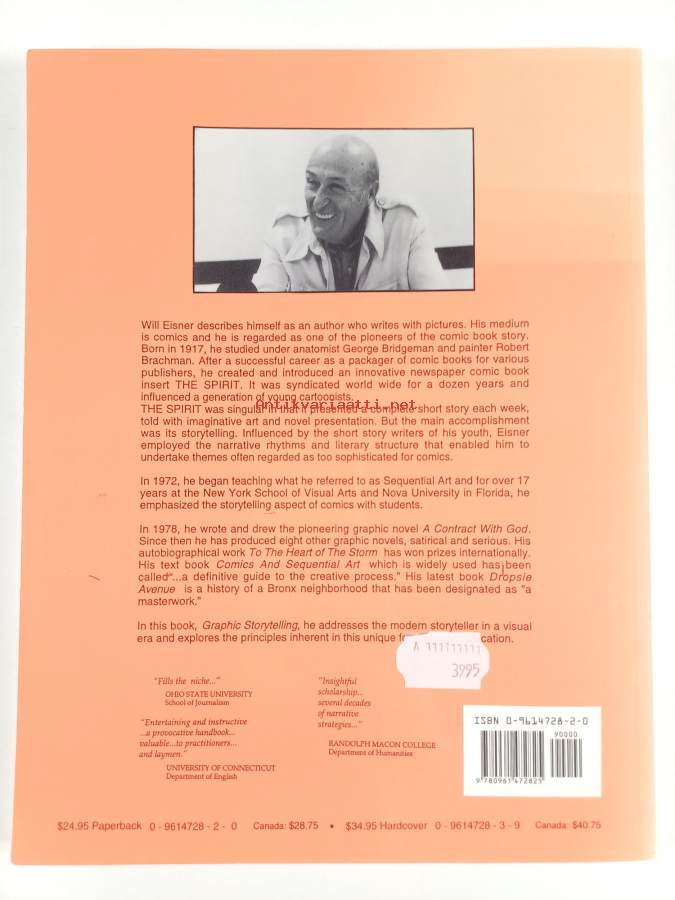 Will Eisner describes himself as an author who writes with pictures. His medium
is comics and he is regarded as one of the pioneers of the comic book story.
Born in 1917, he studied under anatomist George Bridgeman and painter Robert
Brachman. After a successful career as a packager of comic books for various
publishers, he created and introduced an innovative newspaper comic book
insert THE SPIRIT. It was syndicated world wide for a dozen years and
influenced a generation of young cartoonists.
Antikvariaatti.net
THE SPIRIT was singular in that it presented a complete short story each week,
told with imaginative art and novel presentation. But the main accomplishment
was its storytelling. Influenced by the short story writers of his youth, Eisner
employed the narrative rhythms and literary structure that enabled him to
undertake themes often regarded as too sophisticated for comics.
In 1972, he began teaching what he referred to as Sequential Art and for over 17
years at the New York School of Visual Arts and Nova University in Florida, he
emphasized the storytelling aspect of comics with students.
In 1978, he wrote and drew the pioneering graphic novel A Contract With God.
Since then he has produced eight other graphic novels, satirical and serious. His
autobiographical work To The Heart of The Storm has won prizes internationally.
His text book Comics And Sequential Art which is widely used has been
called "...a definitive guide to the creative process." His latest book Dropsie
Avenue is a history of a Bronx neighborhood that has been designated as "a
masterwork."
In this book, Graphic Storytelling, he addresses the modern storyteller in a visual
era and explores the principles inherent in this unique cation.
A 111111111
3995
"Fills the niche..."
OHIO STATE UNIVERSITY
School of Journalism
"Entertaining and instructive
...a provocative handbook...
valuable...to practitioners...
and laymen."
UNIVERSITY OF CONNECTICUT
Department of English
"Insightful
scholarship...
several decades
of narrative
strategies..."
RANDOLPH MACON COLLEGE
Department of Humanities
ISBN 0-9614728-2-0
90000
9 780961 472825
$24.95 Paperback 0 - 9614728 - 2 - 0 Canada: $28.75 • $34.95 Hardcover 0 - 9614728 - 3 - 9 Canada: $40.75